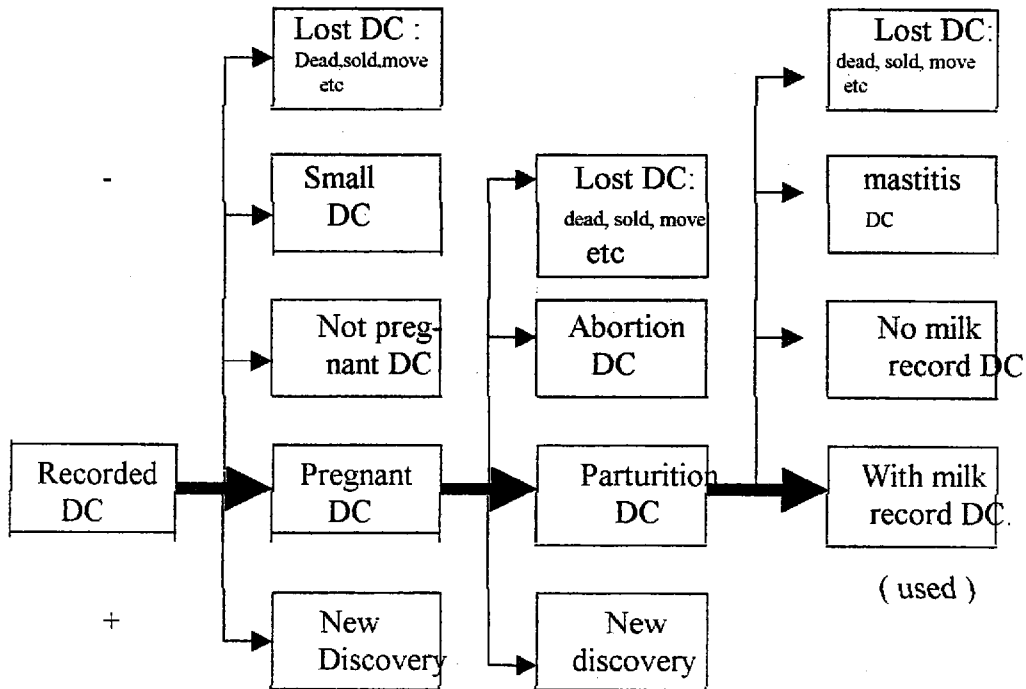 Lost DC :
Dead,sold,move
etc
Small
DC
Not preg-
nant DC
Recorded
DC
Pregnant
DC
New
Discovery
Lost DC:
dead, sold, move
etc
Abortion
DC
Parturition
DC
New
discovery
Lost DC:
dead, sold, move
etc
mastitis
DC
No milk
record DC
With milk
record DC.
( used )
-
+